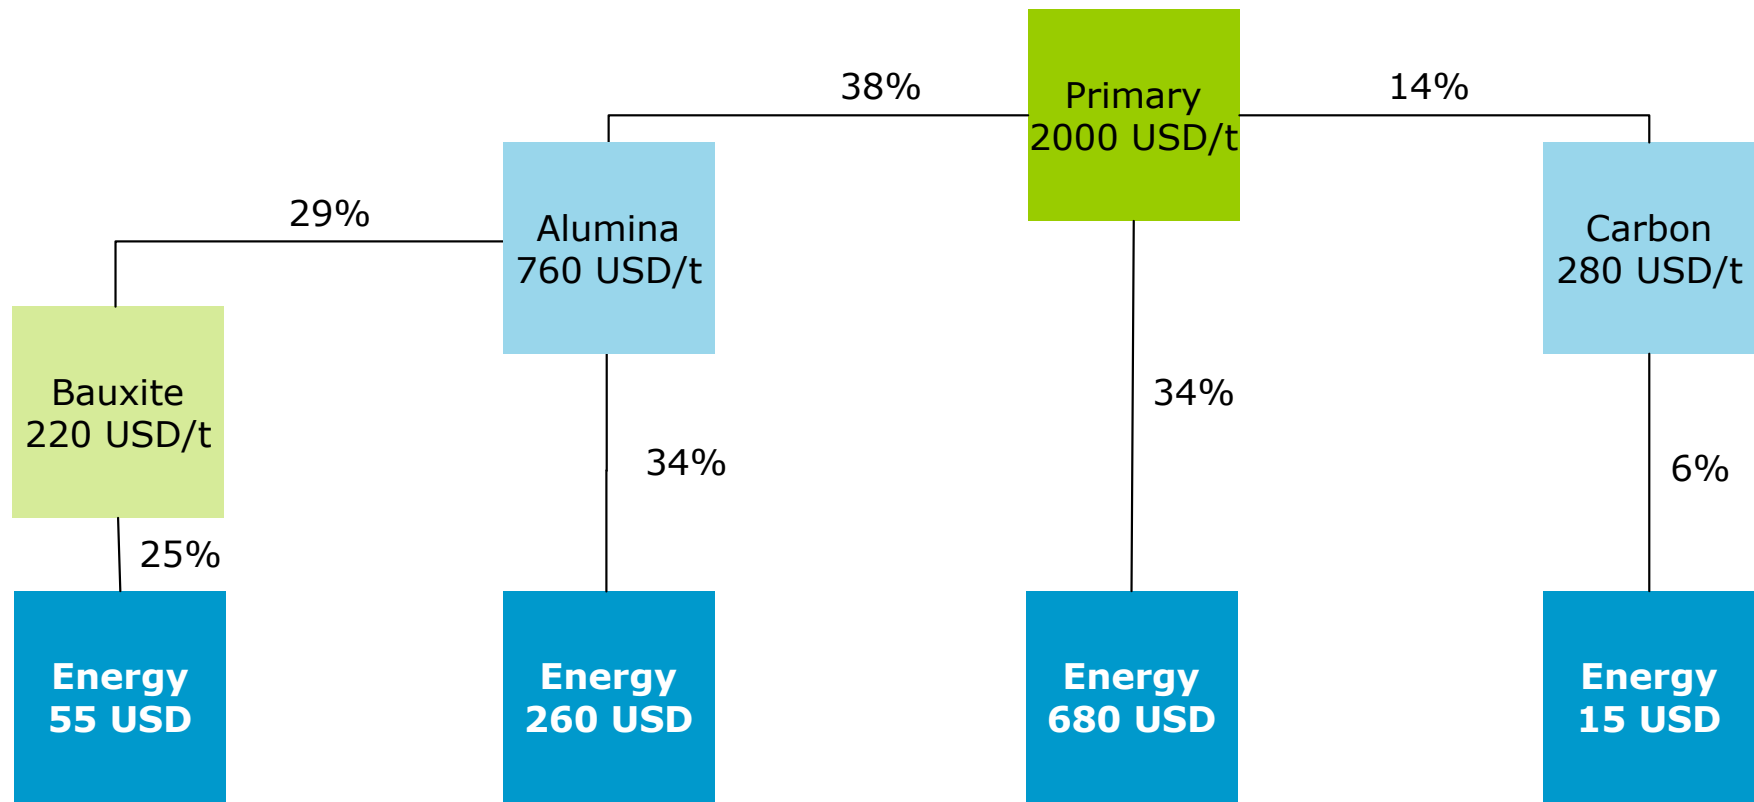 38%
Primary
2000 USD/t
14%
29%
Alumina
760 USD/t
Carbon
280 USD/t
Bauxite
220 USD/t
34%
34%
6%
25%
Energy
55 USD
Energy
260 USD
Energy
680 USD
Energy
15 USD